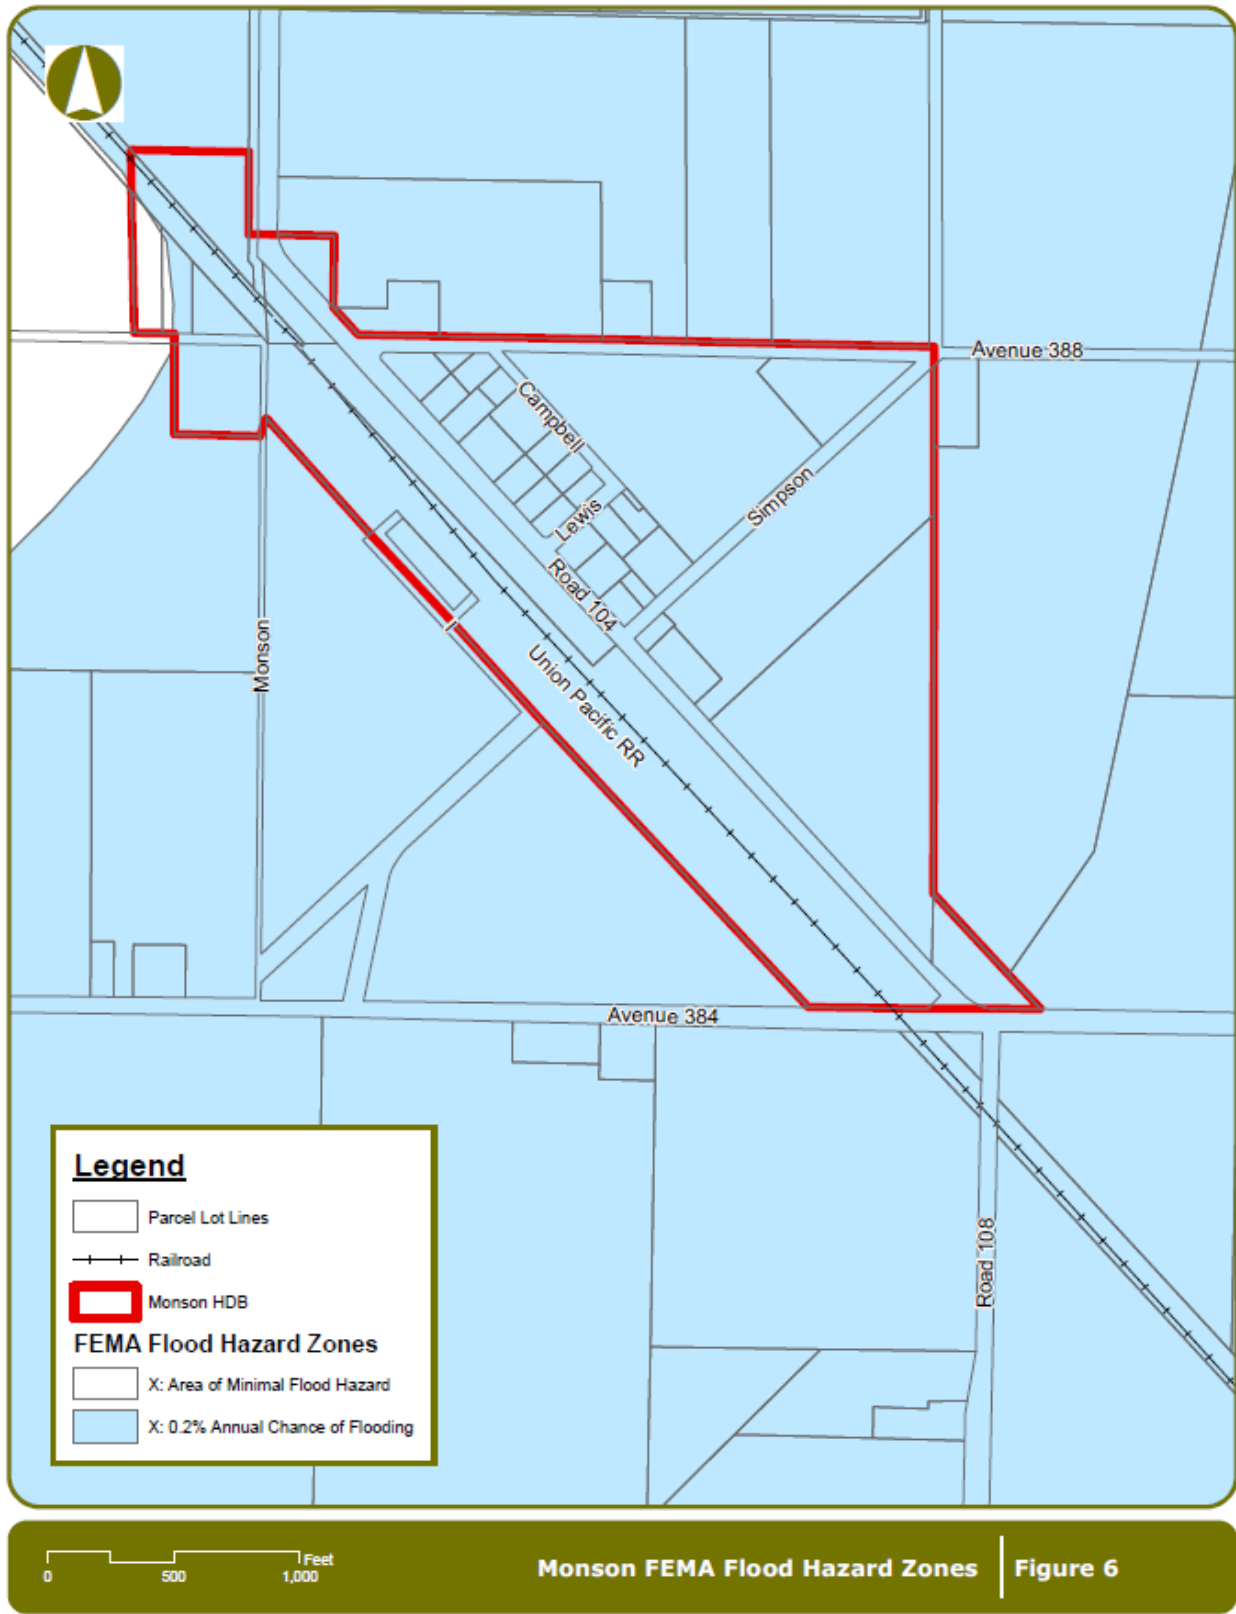 Avenue 388
Campbell
Lewis
Simpson
Road 104
Monson
Union Pacific RR
Avenue 384
Road 108
Legend
Parcel Lot Lines
Railroad
Monson HDB
FEMA Flood Hazard Zones
X: Area of Minimal Flood Hazard
X: 0.2% Annual Chance of Flooding
Feet
0 500 1,000
Monson FEMA Flood Hazard Zones
Figure 6